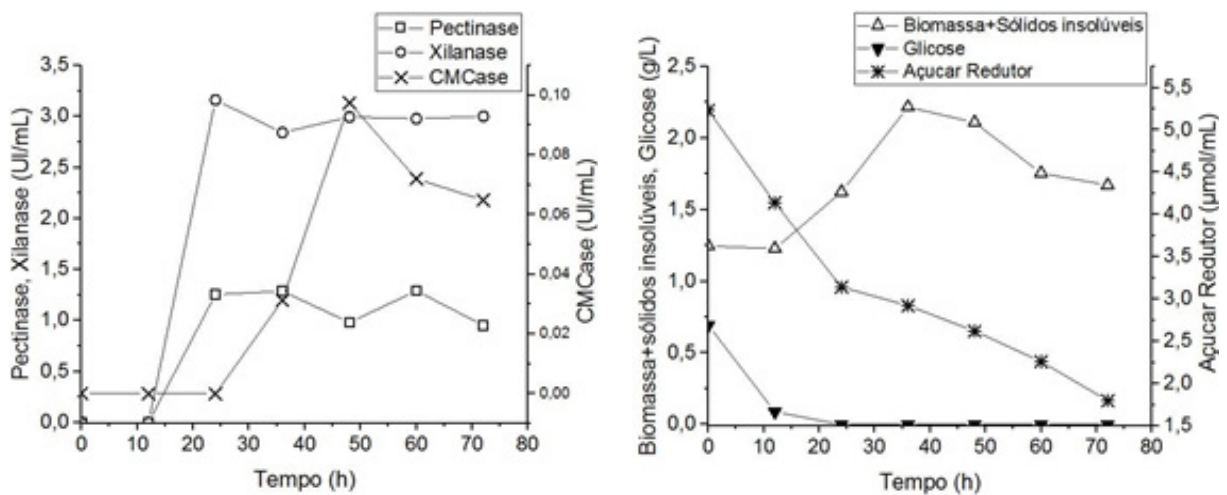 Pectinase
Xilanase
CMCase
Pectinase, Xilanase (UI/mL)
3,5
3,0
2,5
2,0
1,5
1,0
0,5
0,0
0,10
0,08
0,06
0,04
0,02
0,00
CMCase (UI/mL)
0 10 20 30 40 50 60 70 80
Tempo (h)
Biomassa+Sólidos insolúveis
Glicose
Açucar Redutor
Biomassa+sólidos insolúveis, Glicose (g/L)
2,5
2,0
1,5
1,0
0,5
0,0
5,5
5,0
4,5
4,0
3,5
3,0
2,5
2,0
1,5
Açucar Redutor (µmol/mL)
0 10 20 30 40 50 60 70 80
Tempo (h)